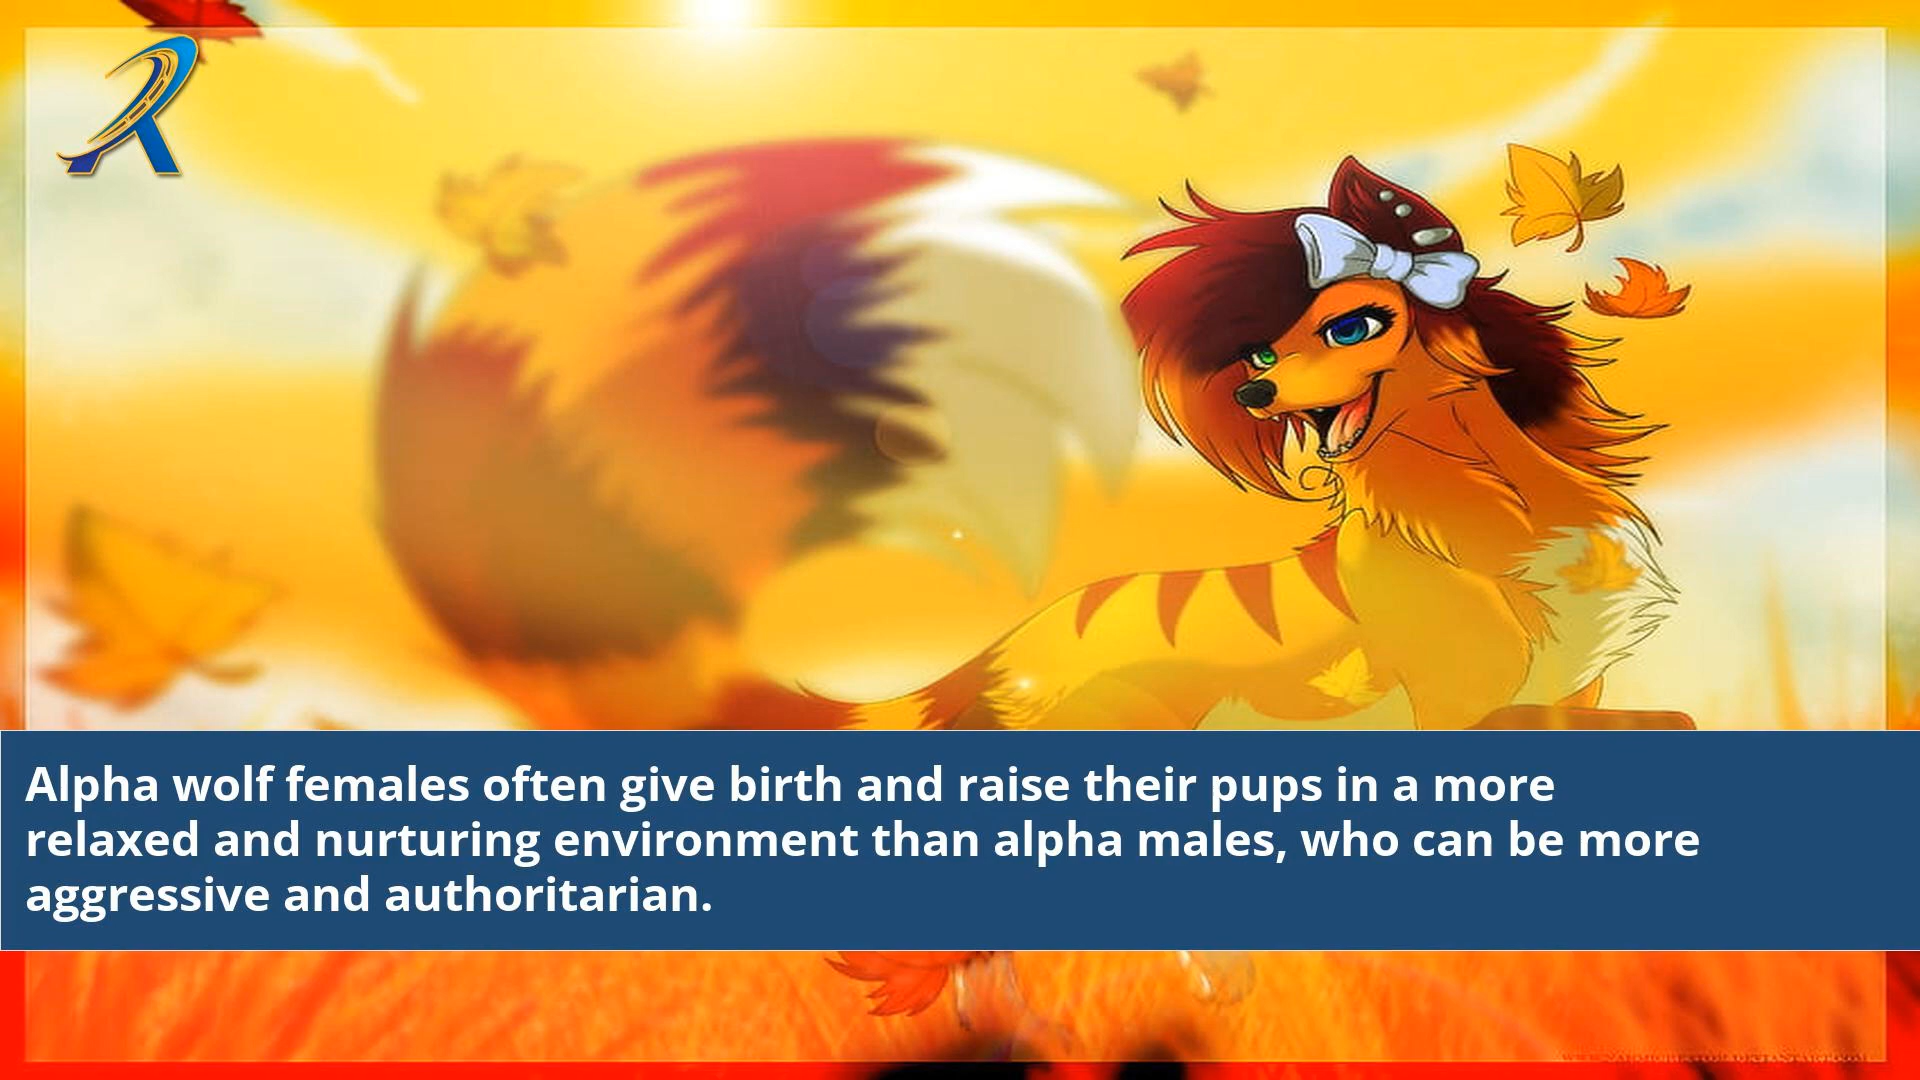 Alpha wolf females often give birth and raise their pups in a more
relaxed and nurturing environment than alpha males, who can be more
aggressive and authoritarian.